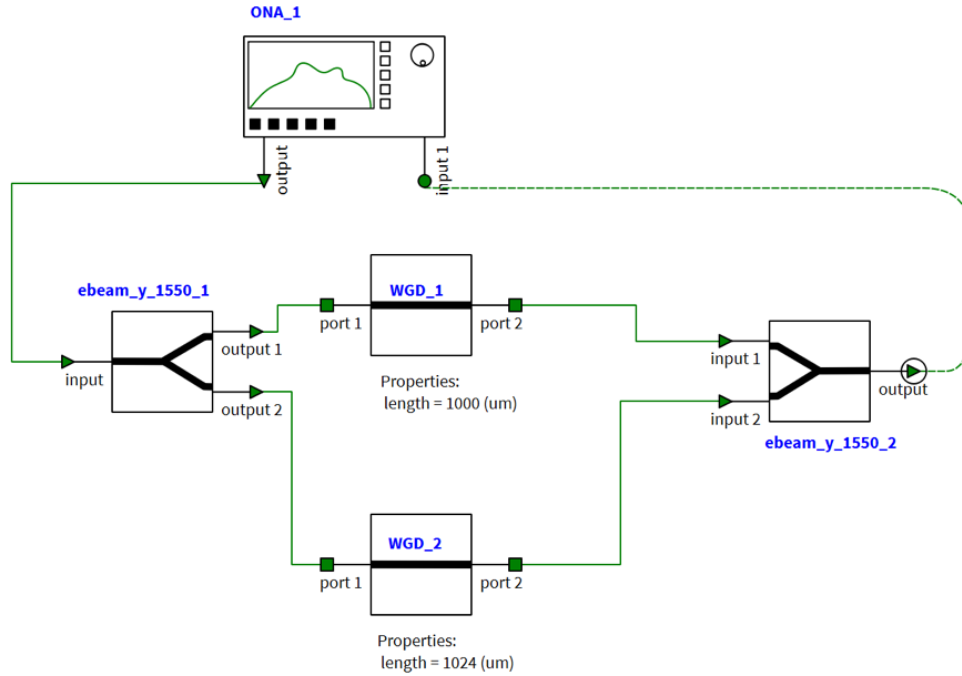 ONA_1
output
input 1
ebeam_y_1550_1
input
output 1
output 2
WGD_1
port 1
port 2
Properties:
length = 1000 (um)
input 1
input 2
output
ebeam_y_1550_2
WGD_2
port 1
port 2
Properties:
length = 1024 (um)